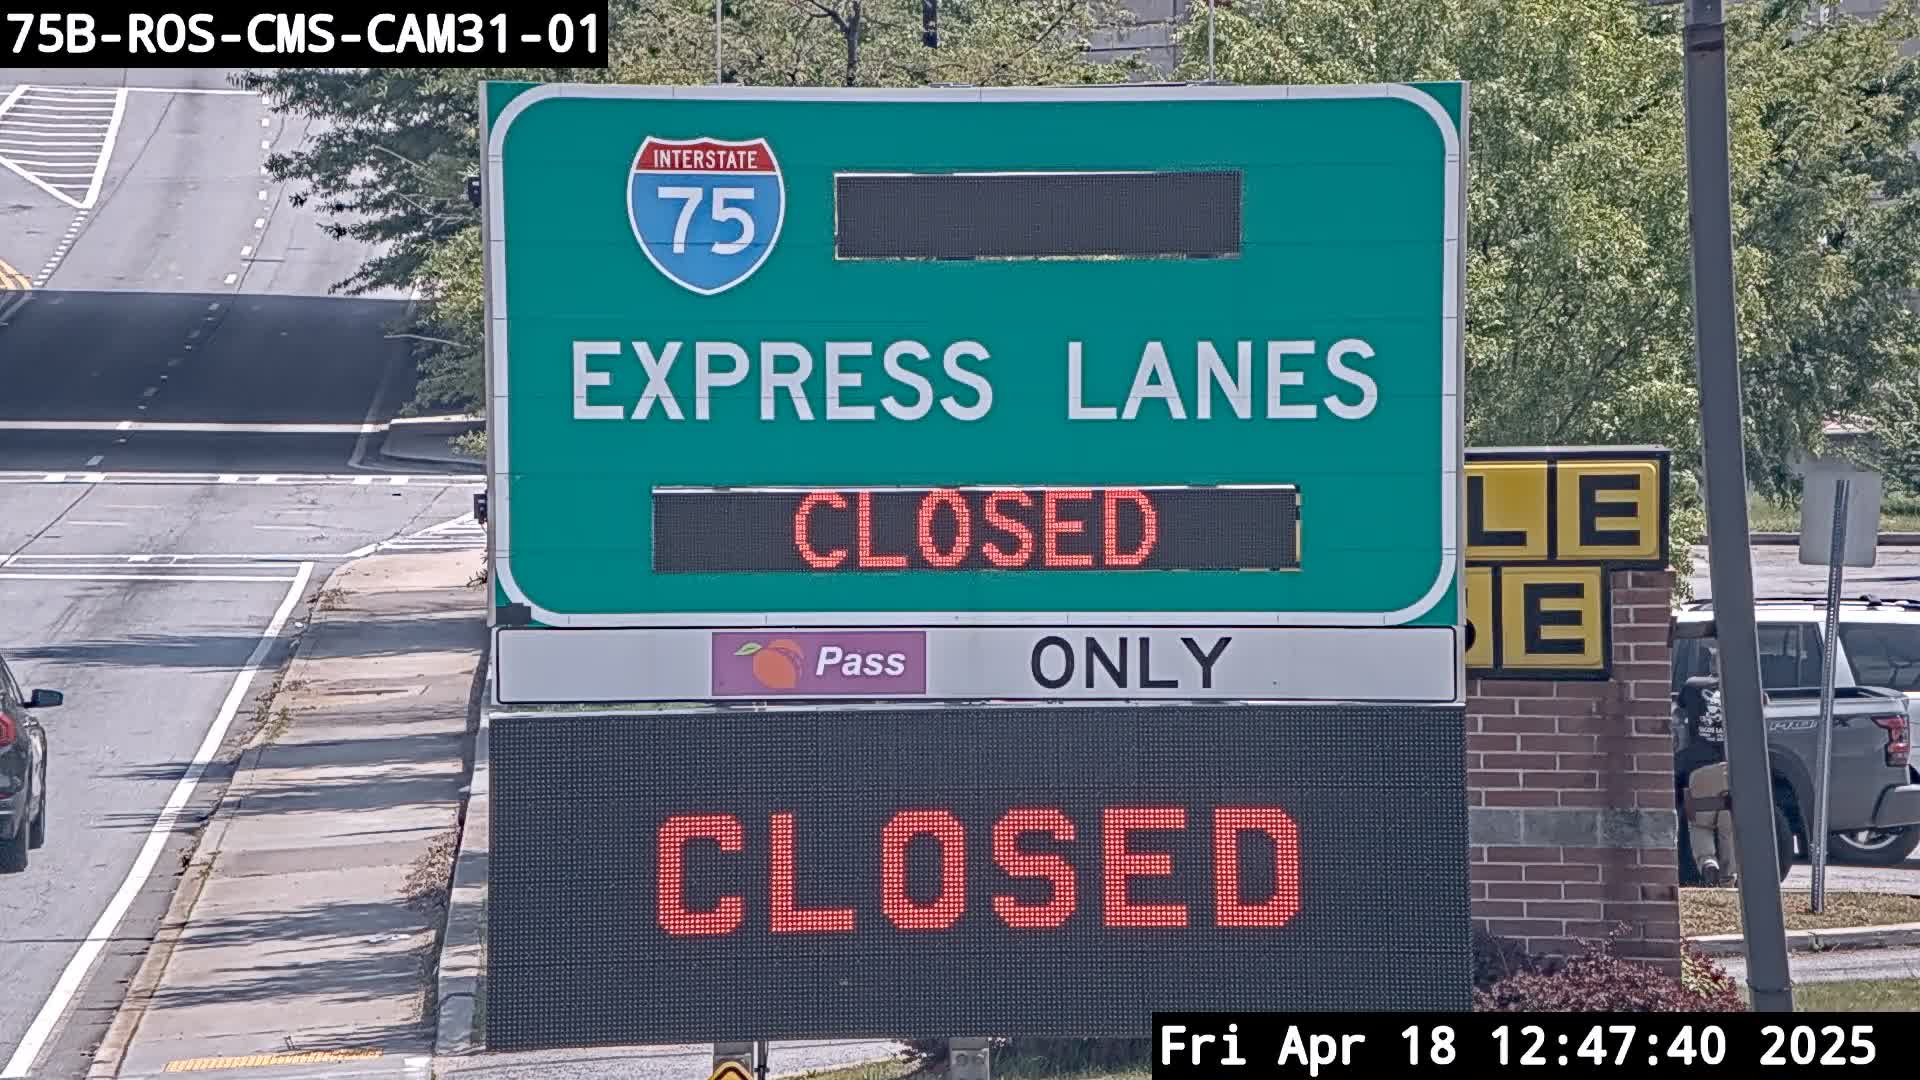 75B-ROS-CMS-CAM31-01
INTERSTATE
75
EXPRESS LANES
CLOSED
Pass ONLY
CLOSED
LE
E
Fri Apr 18 12:47:40 2025